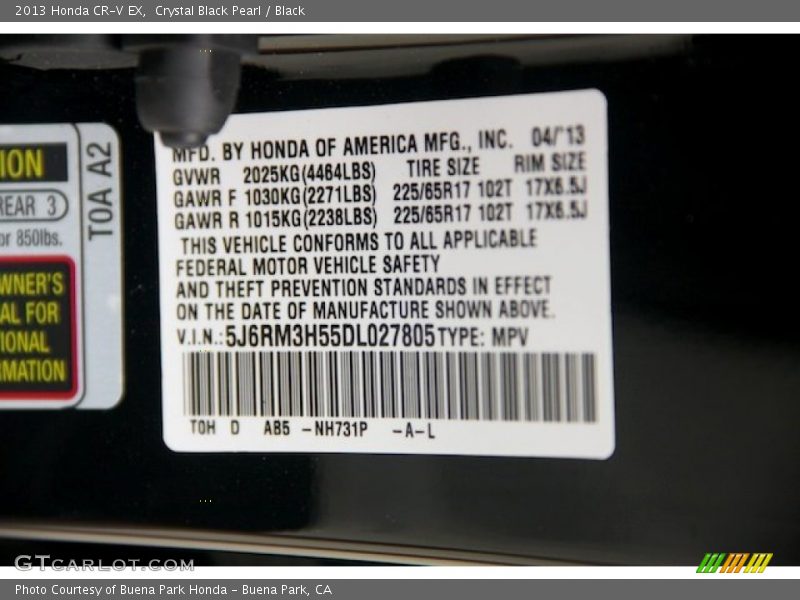 2013 Honda CR-V EX, Crystal Black Pearl / Black
ION
REAR 3
or 850lbs.
WNER'S
AL FOR
IONAL
RMATION
T0A A2
MFD. BY HONDA OF AMERICA MFG., INC. 04/'13
GVWR 2025KG(4464LBS) TIRE SIZE RIM SIZE
GAWR F 1030KG(2271LBS) 225/65R17 102T 17X6.5J
GAWR R 1015KG(2238LBS) 225/65R17 102T 17X6.5J
THIS VEHICLE CONFORMS TO ALL APPLICABLE
FEDERAL MOTOR VEHICLE SAFETY
AND THEFT PREVENTION STANDARDS IN EFFECT
ON THE DATE OF MANUFACTURE SHOWN ABOVE.
V.I.N.:5J6RM3H55DL027805 TYPE: MPV
T0H D AB5 -NH731P -A-L
GTCARLOT.COM
Photo Courtesy of Buena Park Honda - Buena Park, CA